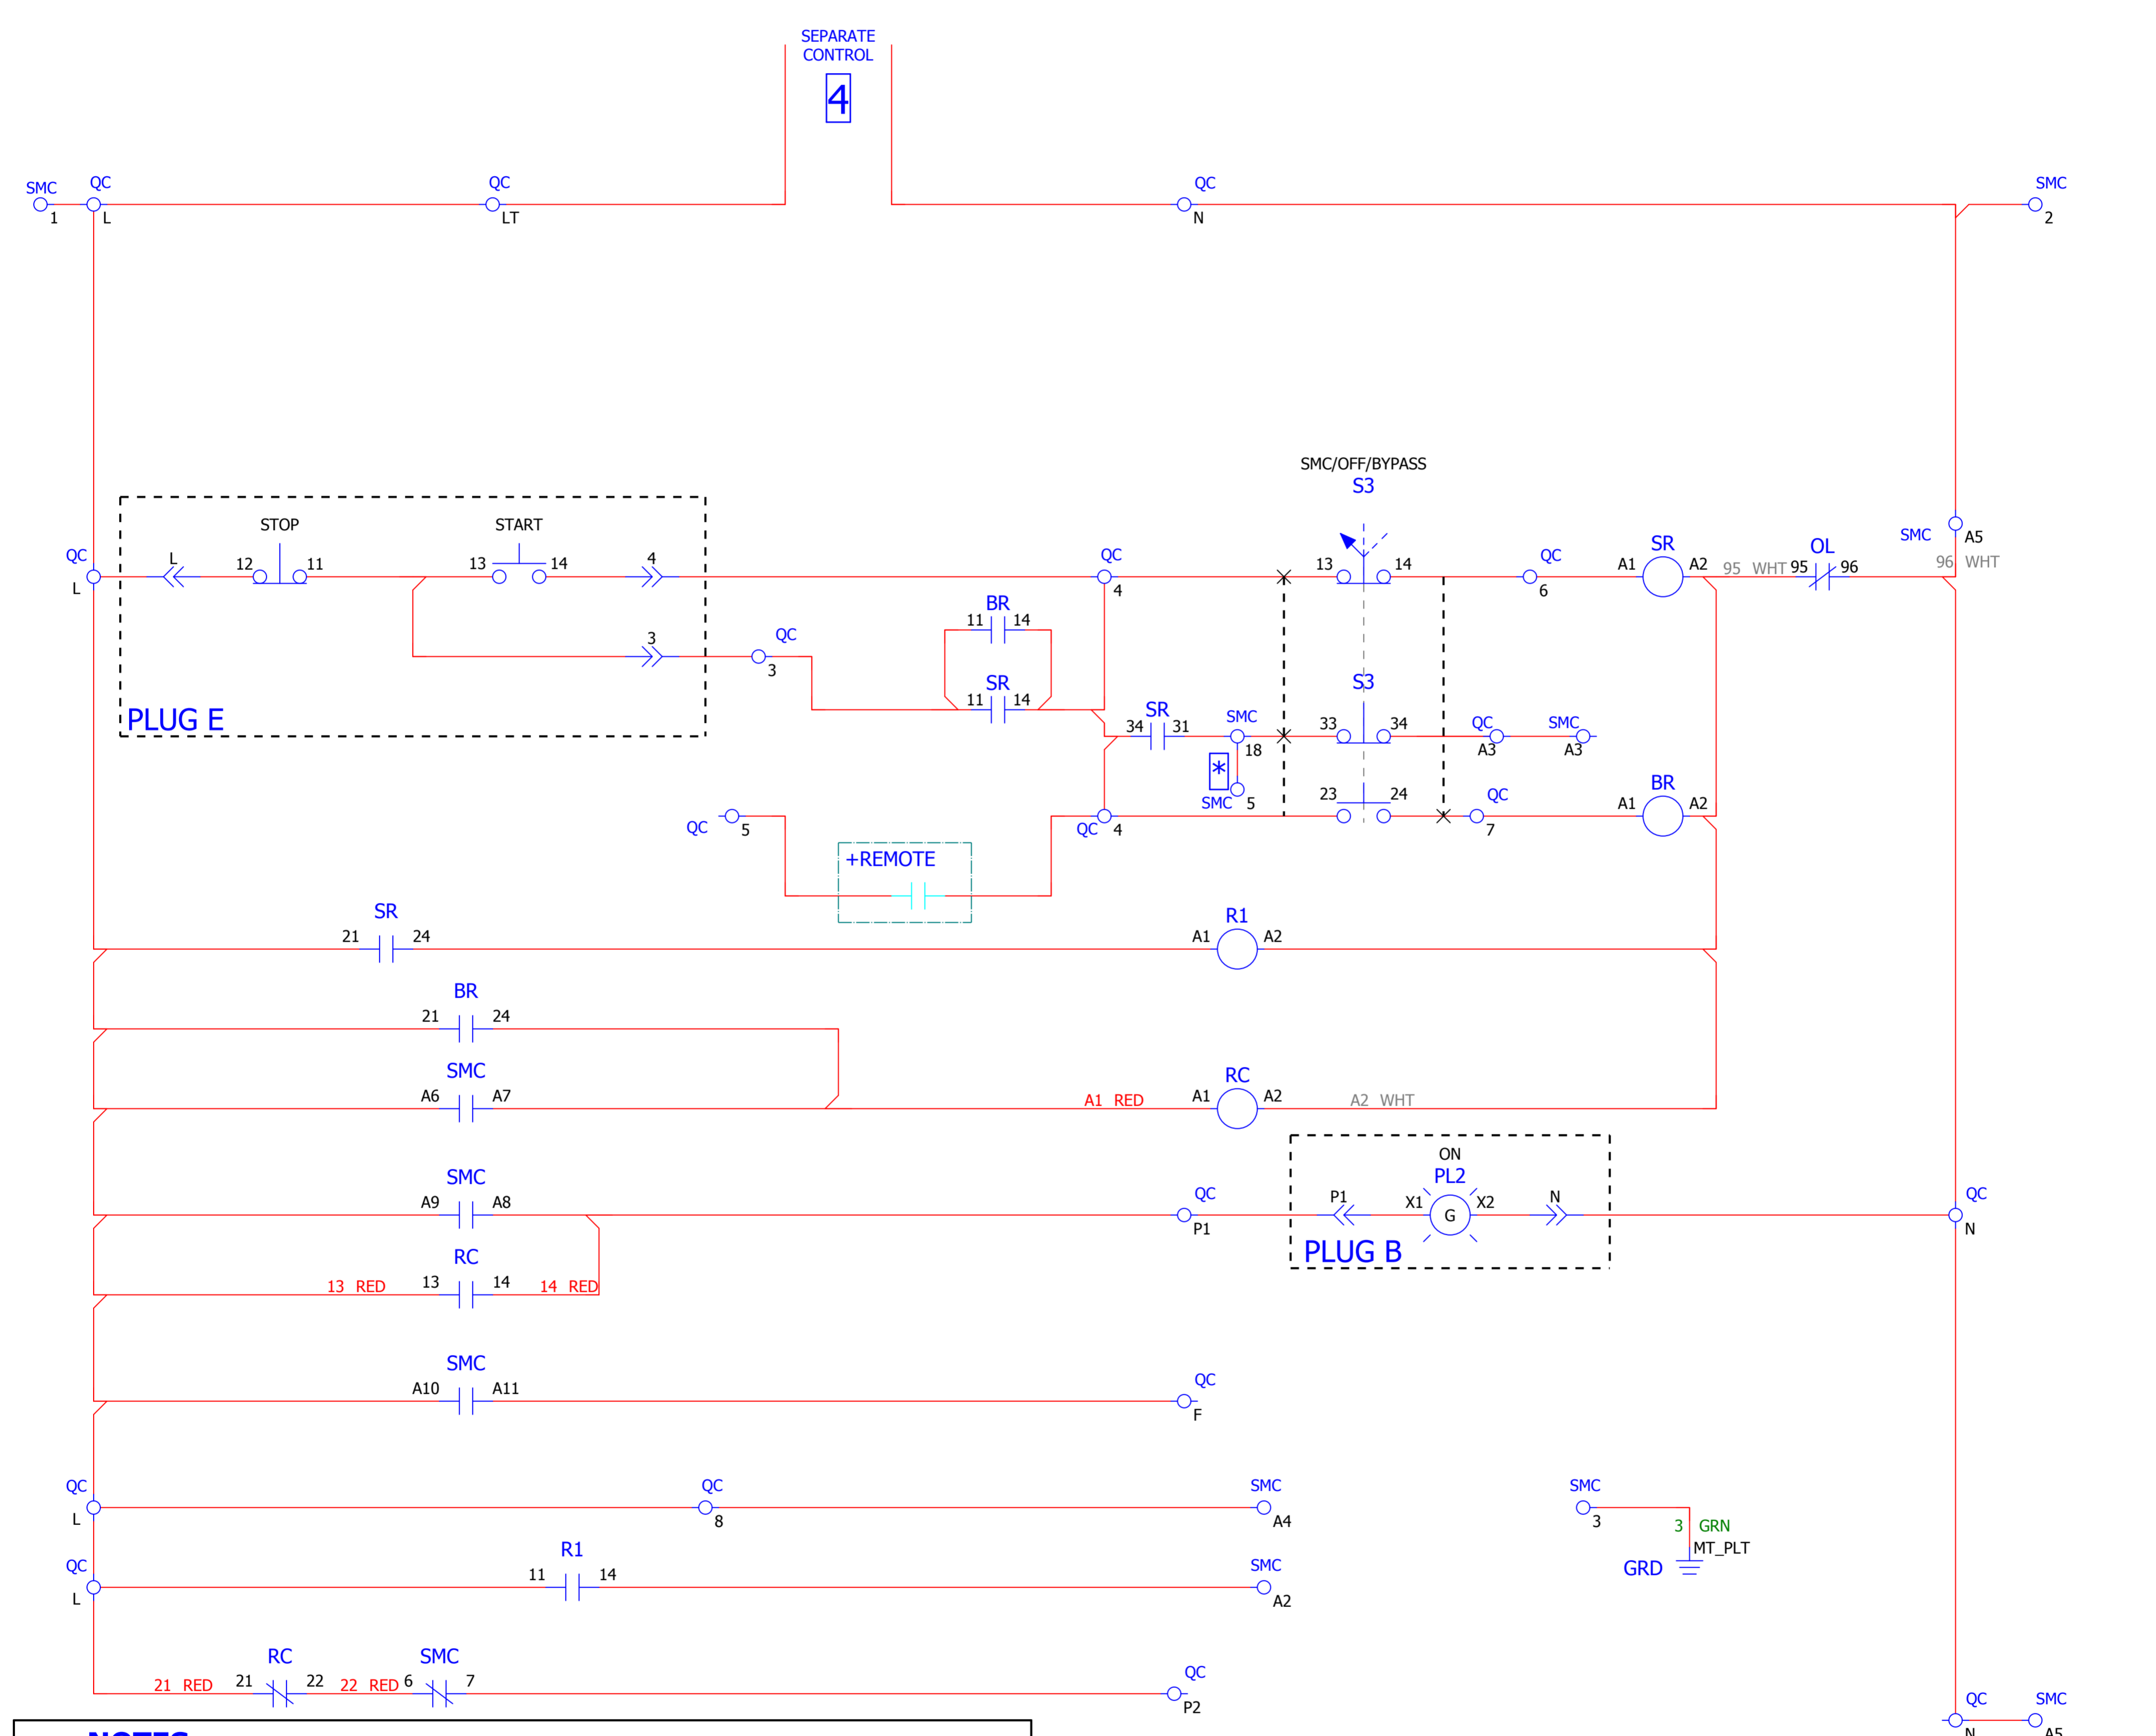 SEPARATE
CONTROL
4
SMC QC QC QC SMC
1 L LT N 2
SMC/OFF/BYPASS
S3
STOP START
QC L 12 11 13 14 4 QC 13 14 QC SR OL SMC A5
L 4 6 A1 A2 95 WHT 95 96 96 WHT
3 QC BR
3 11 14
PLUG E
SR S3
11 14
SR SMC QC SMC
34 31 18 33 34 A3 A3
*
SMC 5 23 24 QC BR
QC 5 QC 4 7 A1 A2
+REMOTE
SR R1
21 24 A1 A2
BR
21 24
SMC RC
A6 A7 A1 RED A1 A2 A2 WHT
ON
SMC QC PL2 QC
A9 A8 P1 P1 X1 G X2 N N
PLUG B
RC
13 RED 13 14 14 RED
SMC QC
A10 A11 F
QC QC SMC SMC
L 8 A4 3
3 GRN
MT_PLT
GRD
QC R1 SMC
L 11 14 A2
RC SMC QC
21 RED 21 22 22 RED 6 7 P2
QC SMC
N A5
NOTES